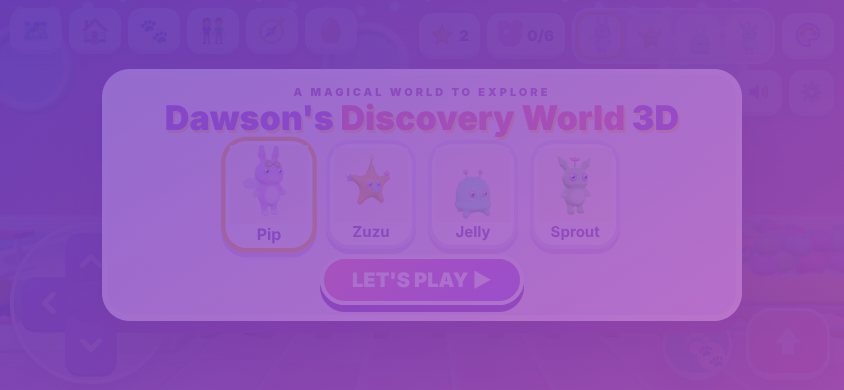 2
0/6
A MAGICAL WORLD TO EXPLORE
Dawson's Discovery World 3D
Pip
Zuzu
Jelly
Sprout
LET'S PLAY ▶